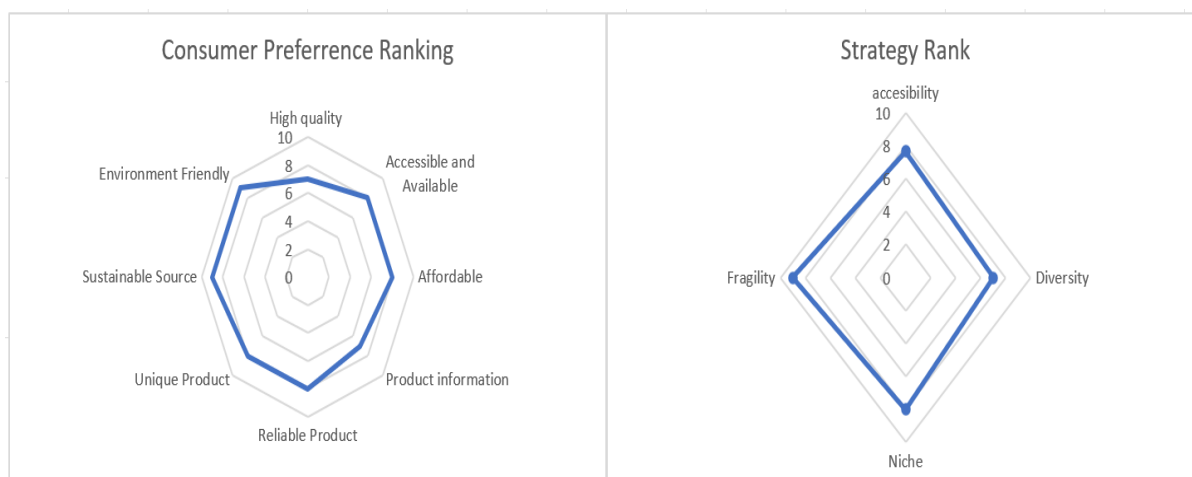 Consumer Preferrence Ranking
High quality
10
8
6
4
2
0
Accessible and
Available
Affordable
Product information
Reliable Product
Unique Product
Sustainable Source
Environment Friendly
Strategy Rank
accesibility
10
8
6
4
2
0
Diversity
Niche
Fragility